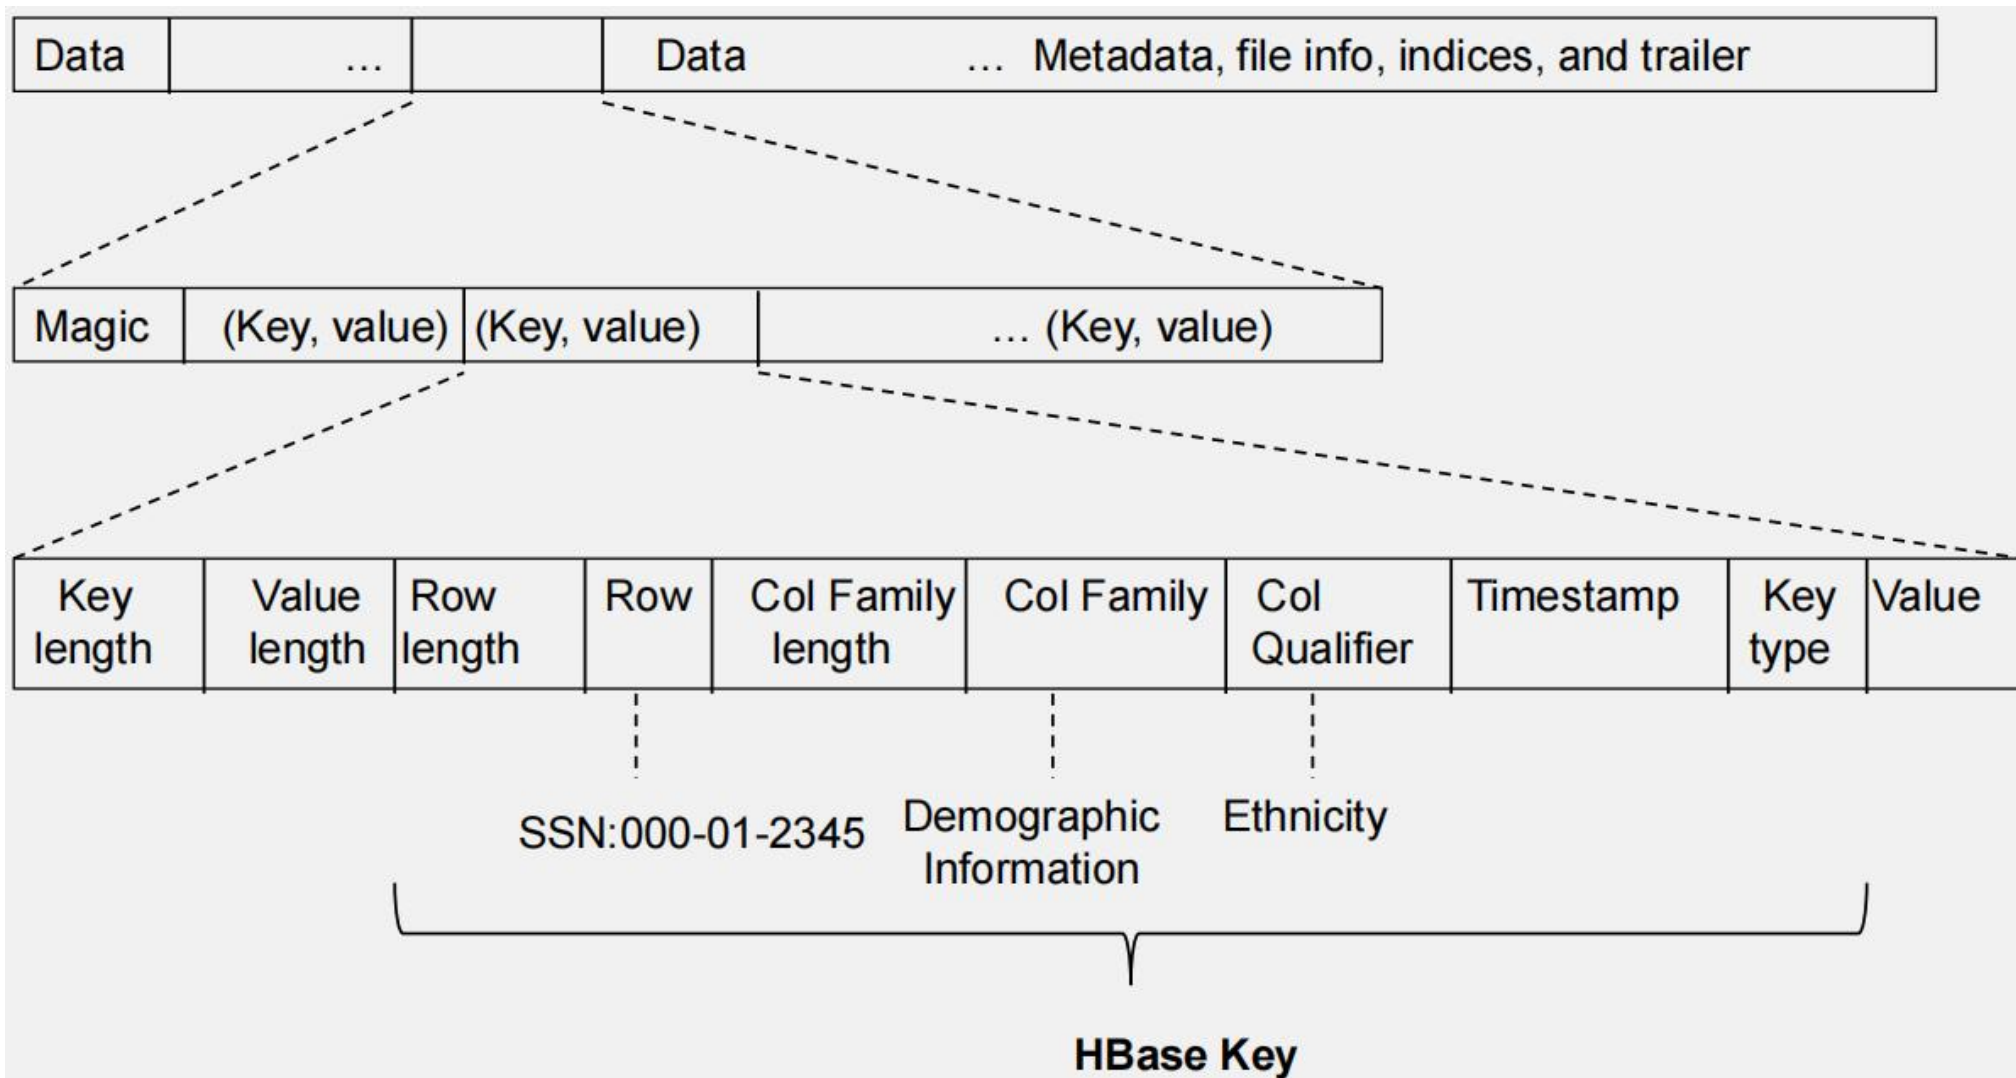 Data ... Data ... Metadata, file info, indices, and trailer
Magic (Key, value) (Key, value) ... (Key, value)
Key length Value length Row length Row Col Family length Col Family Col Qualifier Timestamp Key type Value
SSN:000-01-2345 Demographic Information Ethnicity
HBase Key